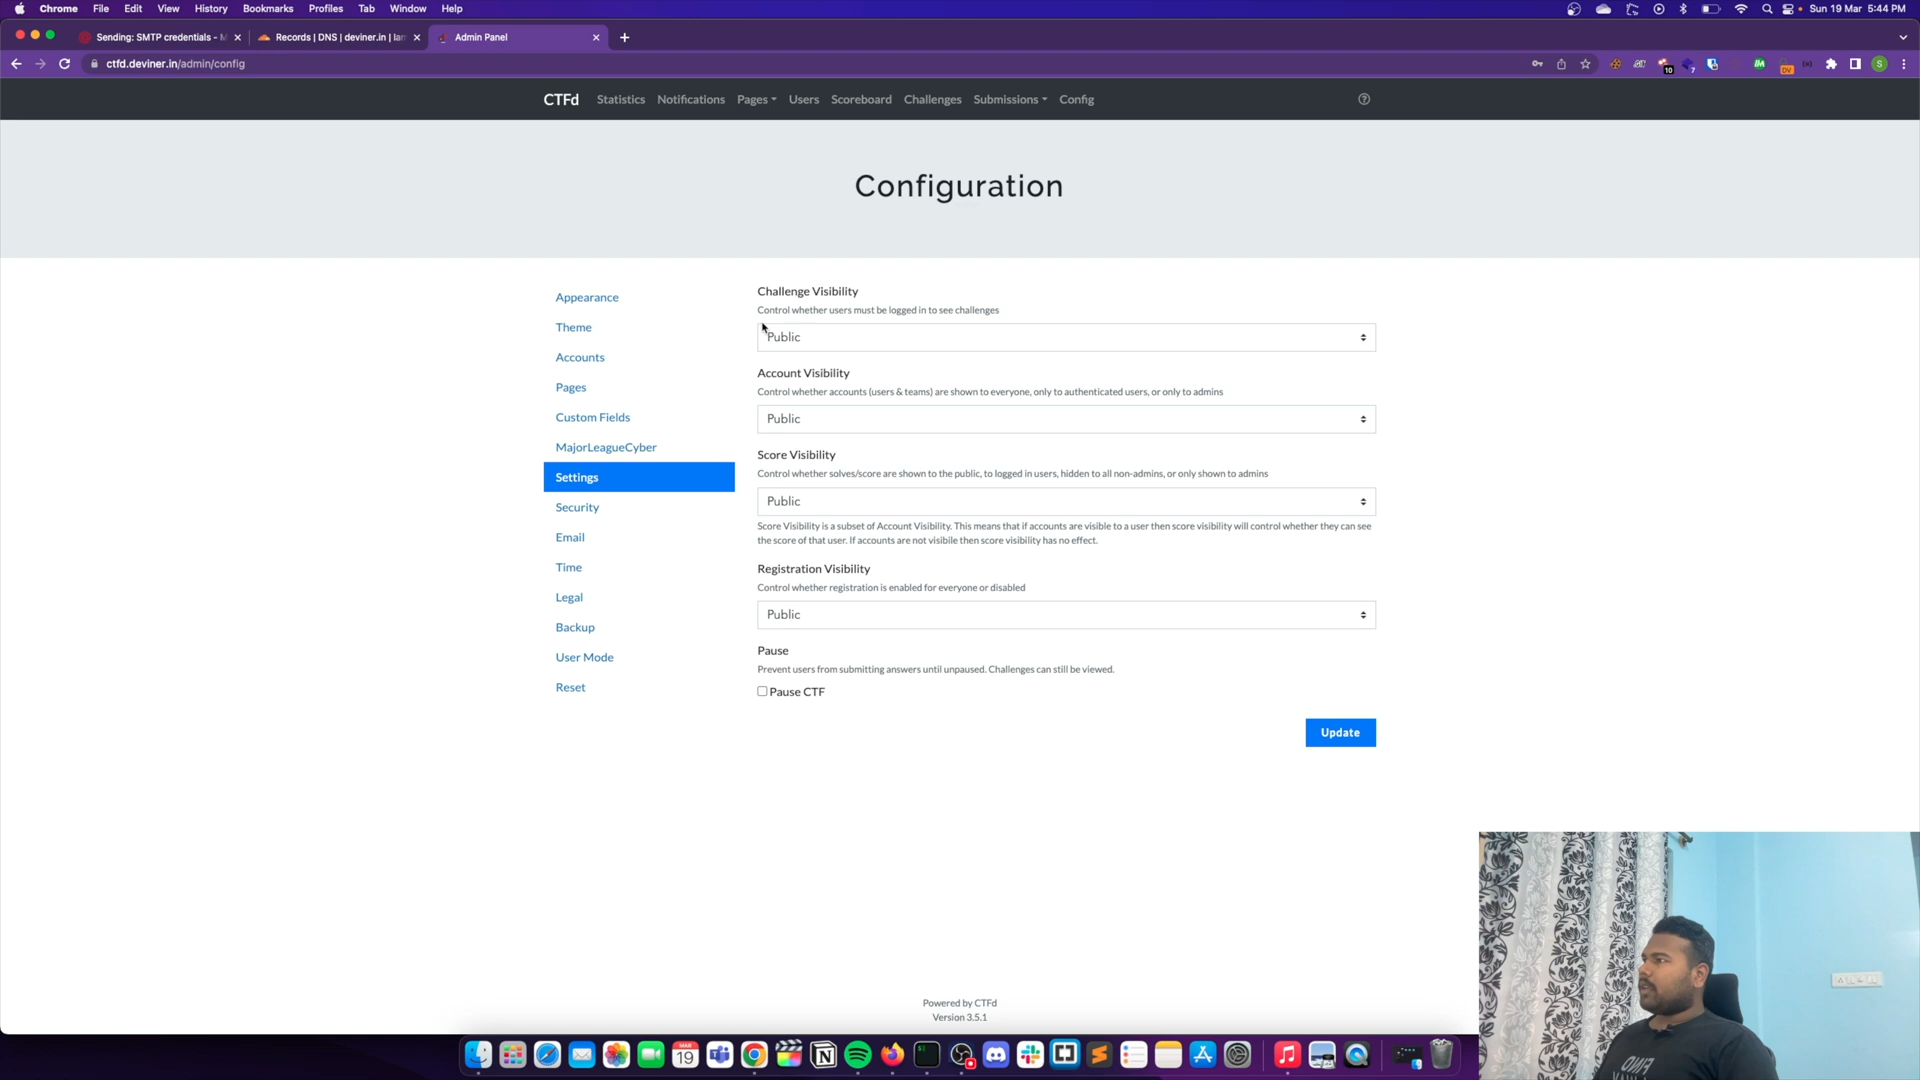 Chrome File Edit View History Bookmarks Profiles Tab Window Help
Sun 19 Mar 5:44 PM
Sending: SMTP credentials -
Records | DNS | deviner.in |
Admin Panel
ctfd.deviner.in/admin/config
CTFd Statistics Notifications Pages Users Scoreboard Challenges Submissions Config
Configuration
Appearance
Theme
Accounts
Pages
Custom Fields
MajorLeagueCyber
Settings
Security
Email
Time
Legal
Backup
User Mode
Reset
Challenge Visibility
Control whether users must be logged in to see challenges
Public
Account Visibility
Control whether accounts (users & teams) are shown to everyone, only to authenticated users, or only to admins
Public
Score Visibility
Control whether solves/score are shown to the public, to logged in users, hidden to all non-admins, or only shown to admins
Public
Score Visibility is a subset of Account Visibility. This means that if accounts are visible to a user then score visibility will control whether they can see
the score of that user. If accounts are not visibile then score visibility has no effect.
Registration Visibility
Control whether registration is enabled for everyone or disabled
Public
Pause
Prevent users from submitting answers until unpaused. Challenges can still be viewed.
Pause CTF
Update
Powered by CTFd
Version 3.5.1